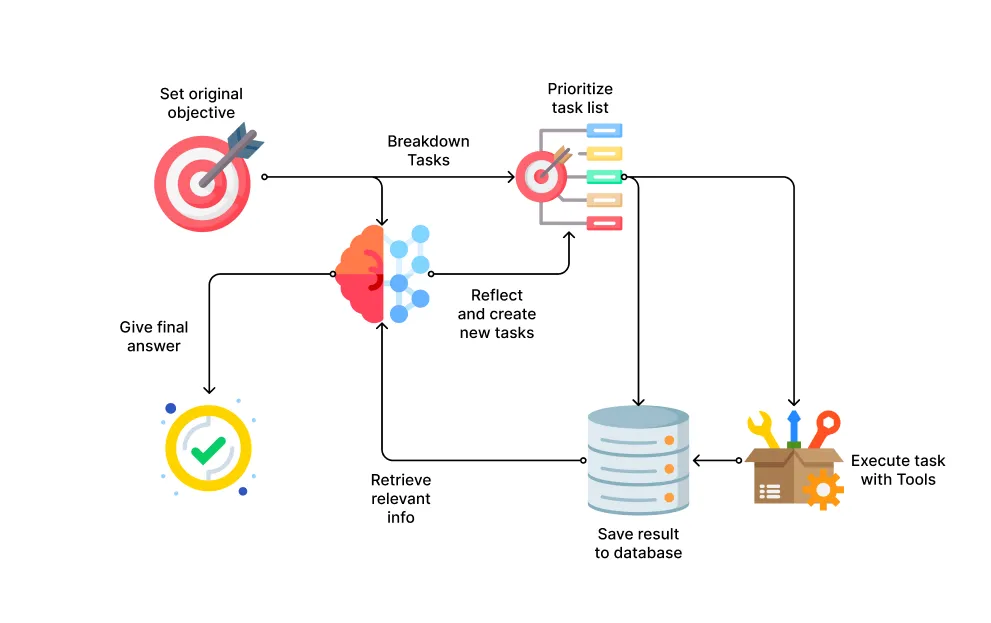 Set original
objective
Prioritize
task list
Breakdown
Tasks
Reflect
and create
new tasks
Give final
answer
Retrieve
relevant
info
Execute task
with Tools
Save result
to database